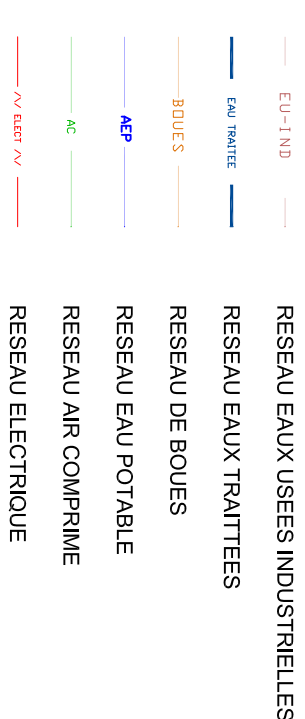 EU-IND RESEAU EAUX USEES INDUSTRIELLES
EAU TRAITEE RESEAU EAUX TRAITTEES
BOUES RESEAU DE BOUES
AEP RESEAU EAU POTABLE
AC RESEAU AIR COMPRIME
/\/ ELECT /\/ RESEAU ELECTRIQUE